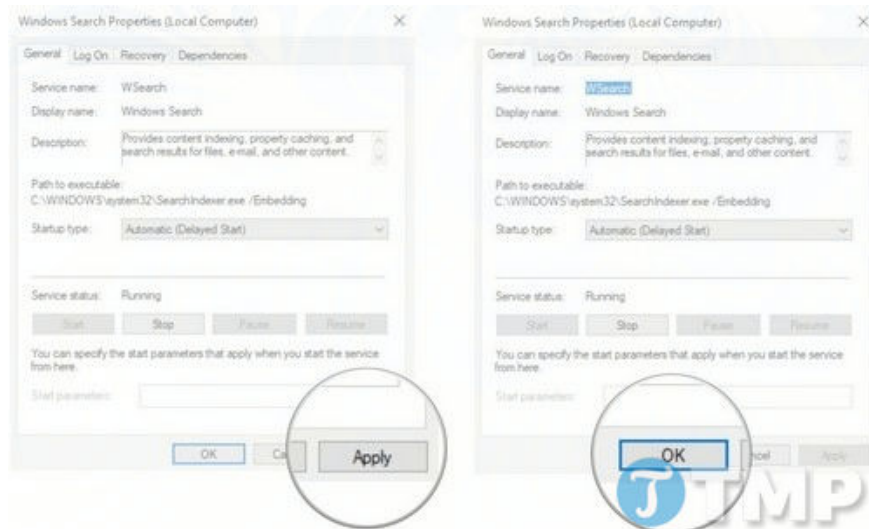 Windows Search Properties (Local Computer)
General Log On Recovery Dependencies
Service name: WSearch
Display name: Windows Search
Description: Provides content indexing, property caching, and
search results for files, e-mail, and other content.
Path to executable:
C:\WINDOWS\system32\SearchIndexer.exe /Embedding
Startup type: Automatic (Delayed Start)
Service status: Running
Start Stop Pause Resume
You can specify the start parameters that apply when you start the service
from here.
Start parameters:
OK Ca Apply
Windows Search Properties (Local Computer)
General Log On Recovery Dependencies
Service name: WSearch
Display name: Windows Search
Description: Provides content indexing, property caching, and
search results for files, e-mail, and other content.
Path to executable:
C:\WINDOWS\system32\SearchIndexer.exe /Embedding
Startup type: Automatic (Delayed Start)
Service status: Running
Start Stop Pause Resume
You can specify the start parameters that apply when you start the service
from here.
Start parameters:
OK ncel Apply
T TMP